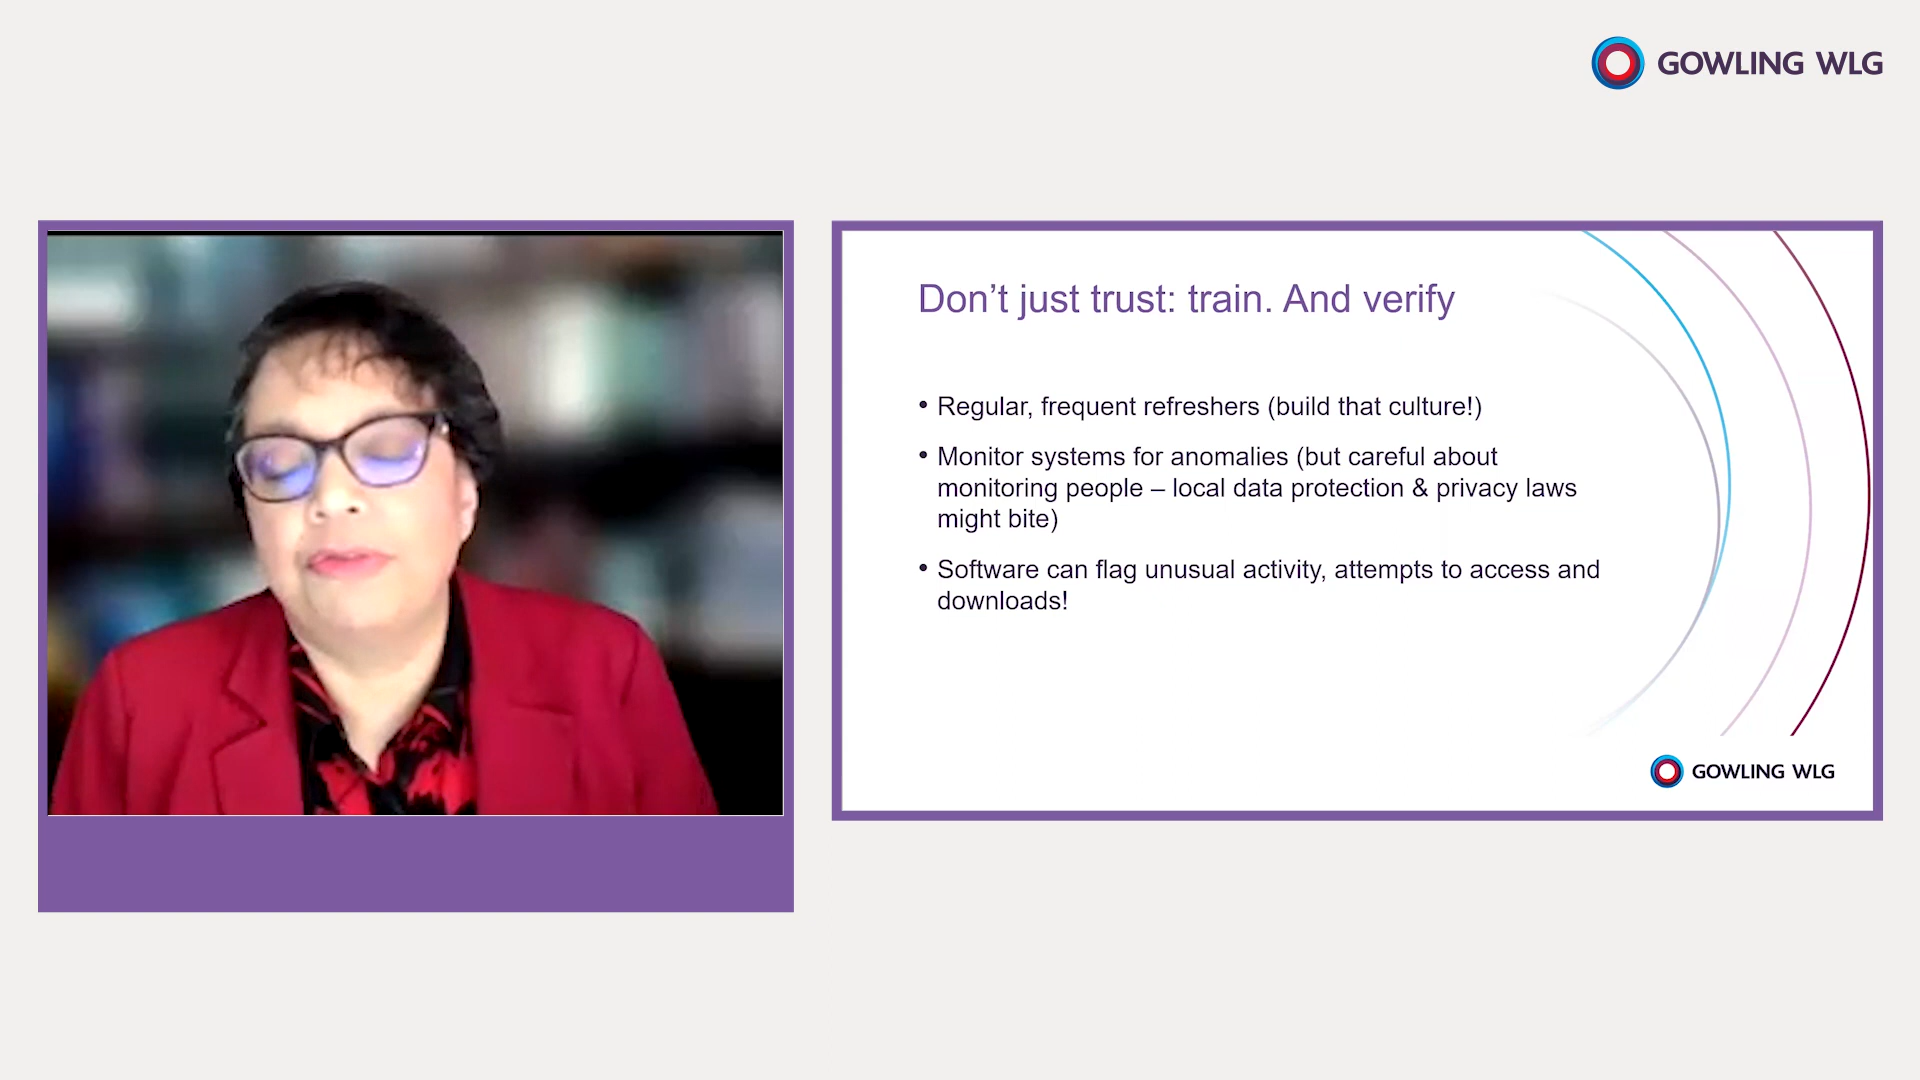 GOWLING WLG
Don’t just trust: train. And verify
• Regular, frequent refreshers (build that culture!)
• Monitor systems for anomalies (but careful about
monitoring people – local data protection & privacy laws
might bite)
• Software can flag unusual activity, attempts to access and
downloads!
GOWLING WLG